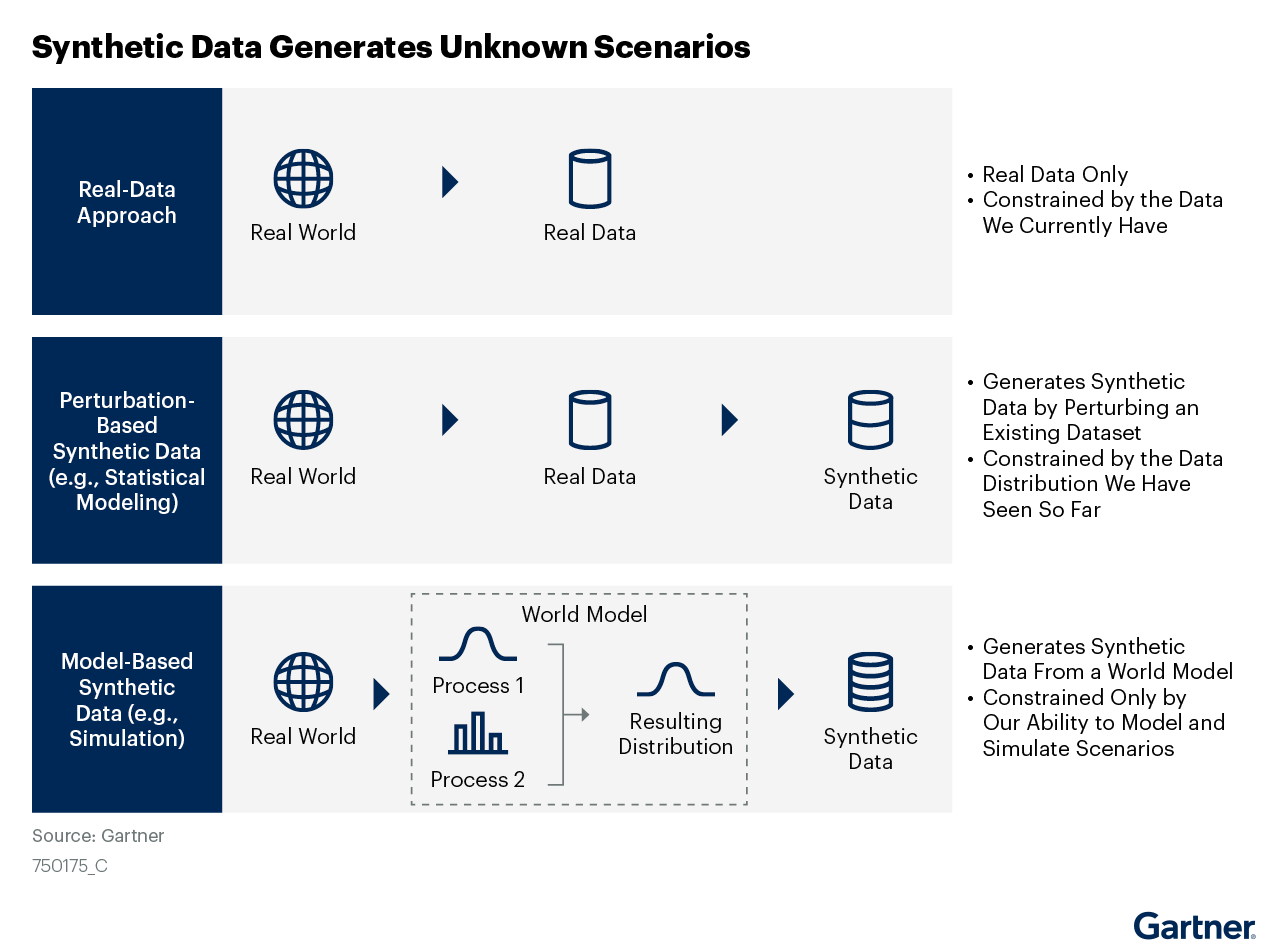 Synthetic Data Generates Unknown Scenarios
Real-Data
Approach
Real World
Real Data
• Real Data Only
• Constrained by the Data
We Currently Have
Perturbation-
Based
Synthetic Data
(e.g., Statistical
Modeling)
Real World
Real Data
Synthetic
Data
• Generates Synthetic
Data by Perturbing an
Existing Dataset
• Constrained by the Data
Distribution We Have
Seen So Far
Model-Based
Synthetic
Data (e.g.,
Simulation)
Real World
World Model
Process 1
Process 2
Resulting
Distribution
Synthetic
Data
• Generates Synthetic
Data From a World Model
• Constrained Only by
Our Ability to Model and
Simulate Scenarios
Source: Gartner
750175_C
Gartner®